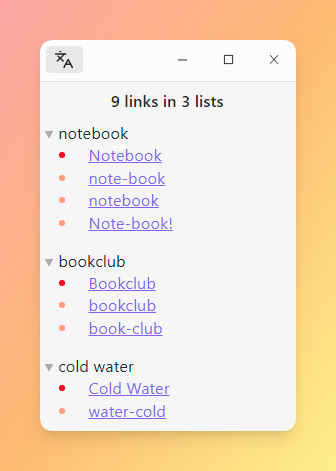 9 links in 3 lists
notebook
Notebook
note-book
notebook
Note-book!
bookclub
Bookclub
bookclub
book-club
cold water
Cold Water
water-cold